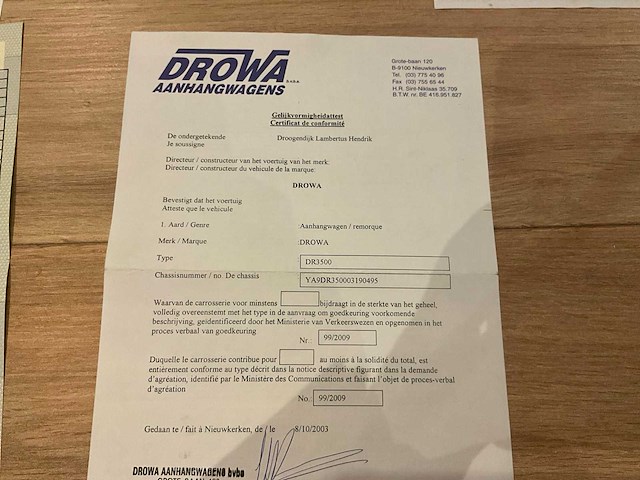 DROWA b.v.b.a.
AANHANGWAGENS
Grote-baan 120
B-9100 Nieuwkerken
Tel. (03) 775 40 96
Fax (03) 755 65 44
H.R. Sint-Niklaas 35.799
B.T.W. nr. BE 416.951.827
Gelijkvormigheidattest
Certificat de conformité
De ondergetekende
Je soussigne
Droogendijk Lambertus Hendrik
Directeur / constructeur van het voertuig van het merk:
Directeur / constructeur du vehicule de la marque:
DROWA
Bevestigt dat het voertuig
Atteste que le vehicule
1. Aard / Genre :Aanhangwagen / remorque
Merk / Marque :DROWA
Type DR3500
Chassisnummer / no. De chassis YA9DR350003190495
Waarvan de carrosserie voor minstens bijdraagt in de sterkte van het geheel,
volledig overeenstemt met het type in de aanvraag om goedkeuring voorkomende
beschrijving, geïdentificeerd door het Ministerie van Verkeerswezen en opgenomen in het
proces verbaal van goedkeuring
Nr.: 99/2009
Duquelle le carrosserie contribue pour au moins à la solidité du total, est
entièrement conforme au type décrit dans la notice descriptive figurant dans la demande
d'agréation, identifié par le Ministére des Communications et faisant l'objet de proces-verbal
d'agréation
No.: 99/2009
Gedaan te / fait à Nieuwkerken, de / le 8/10/2003
DROWA AANHANGWAGENS bvba